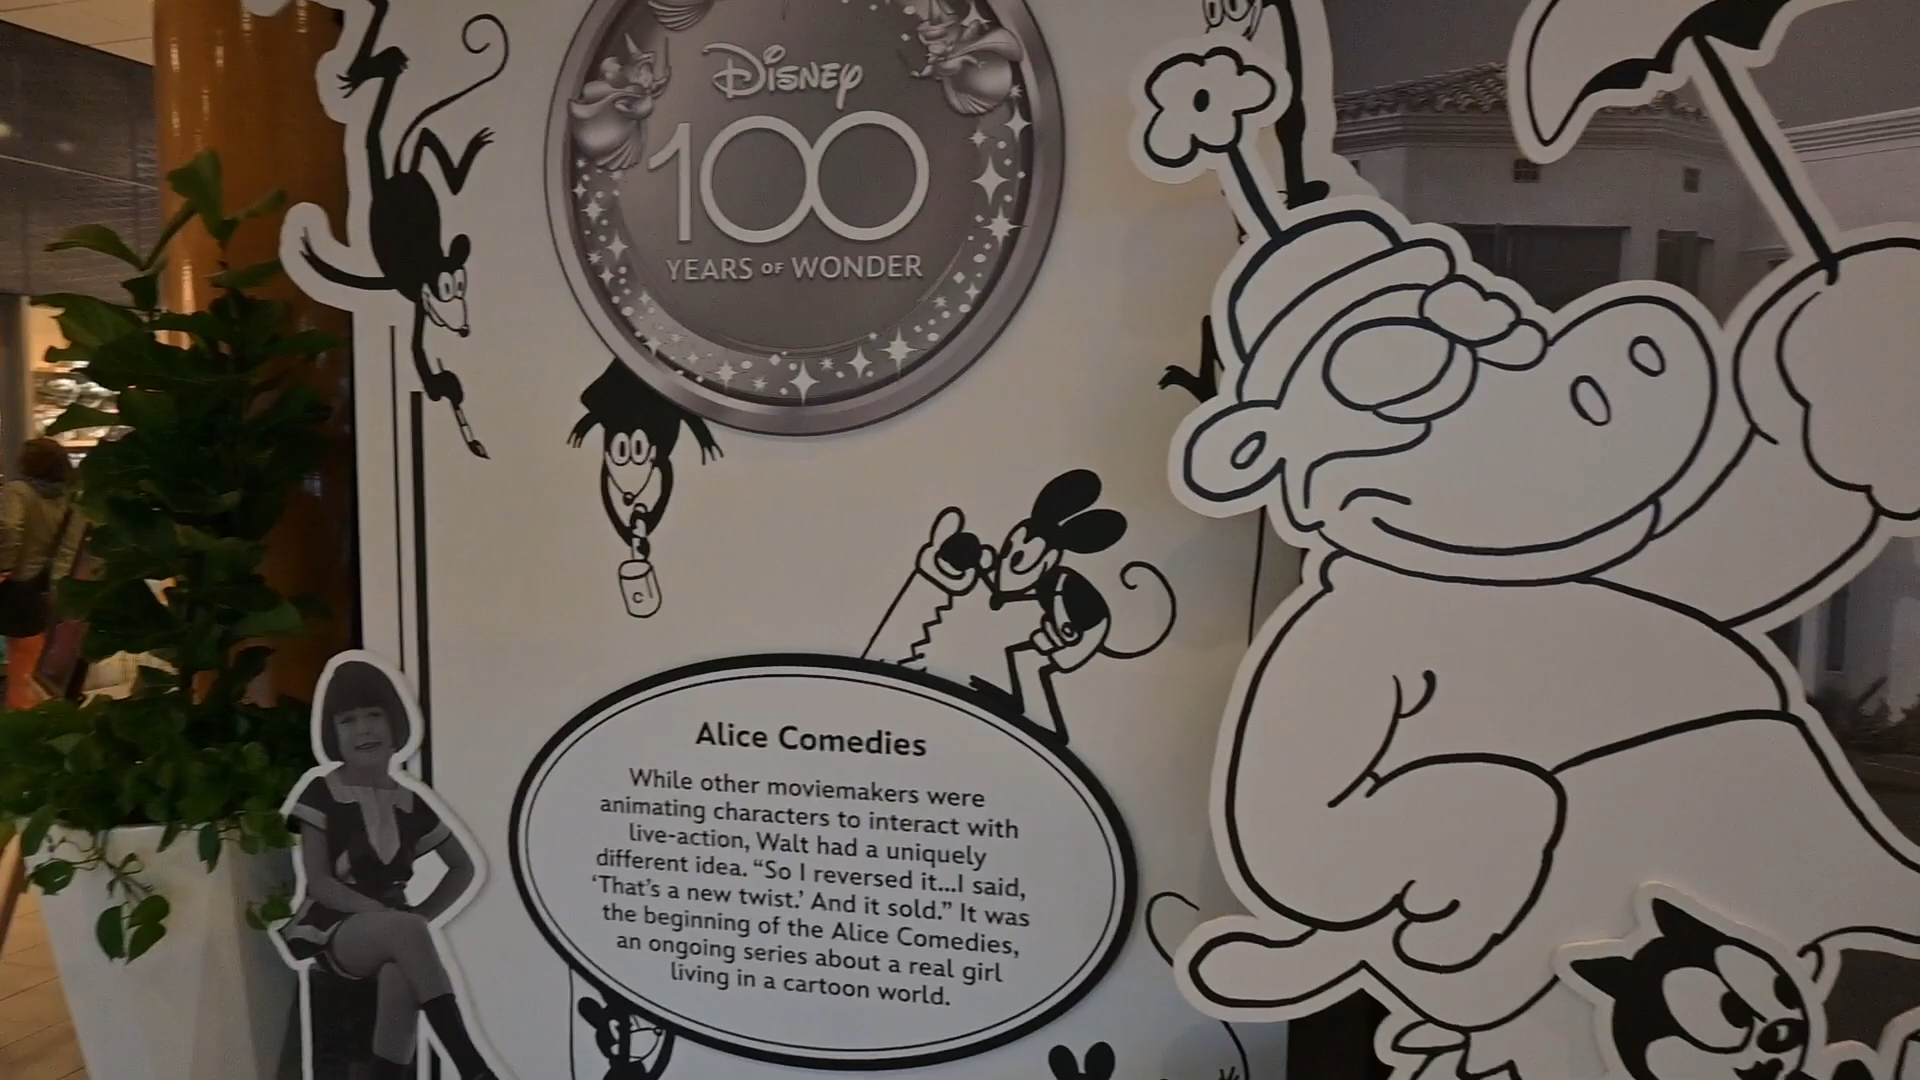 Disney
100
YEARS OF WONDER
C
Alice Comedies
While other moviemakers were
animating characters to interact with
live-action, Walt had a uniquely
different idea. “So I reversed it...I said,
‘That’s a new twist.’ And it sold.” It was
the beginning of the Alice Comedies,
an ongoing series about a real girl
living in a cartoon world.